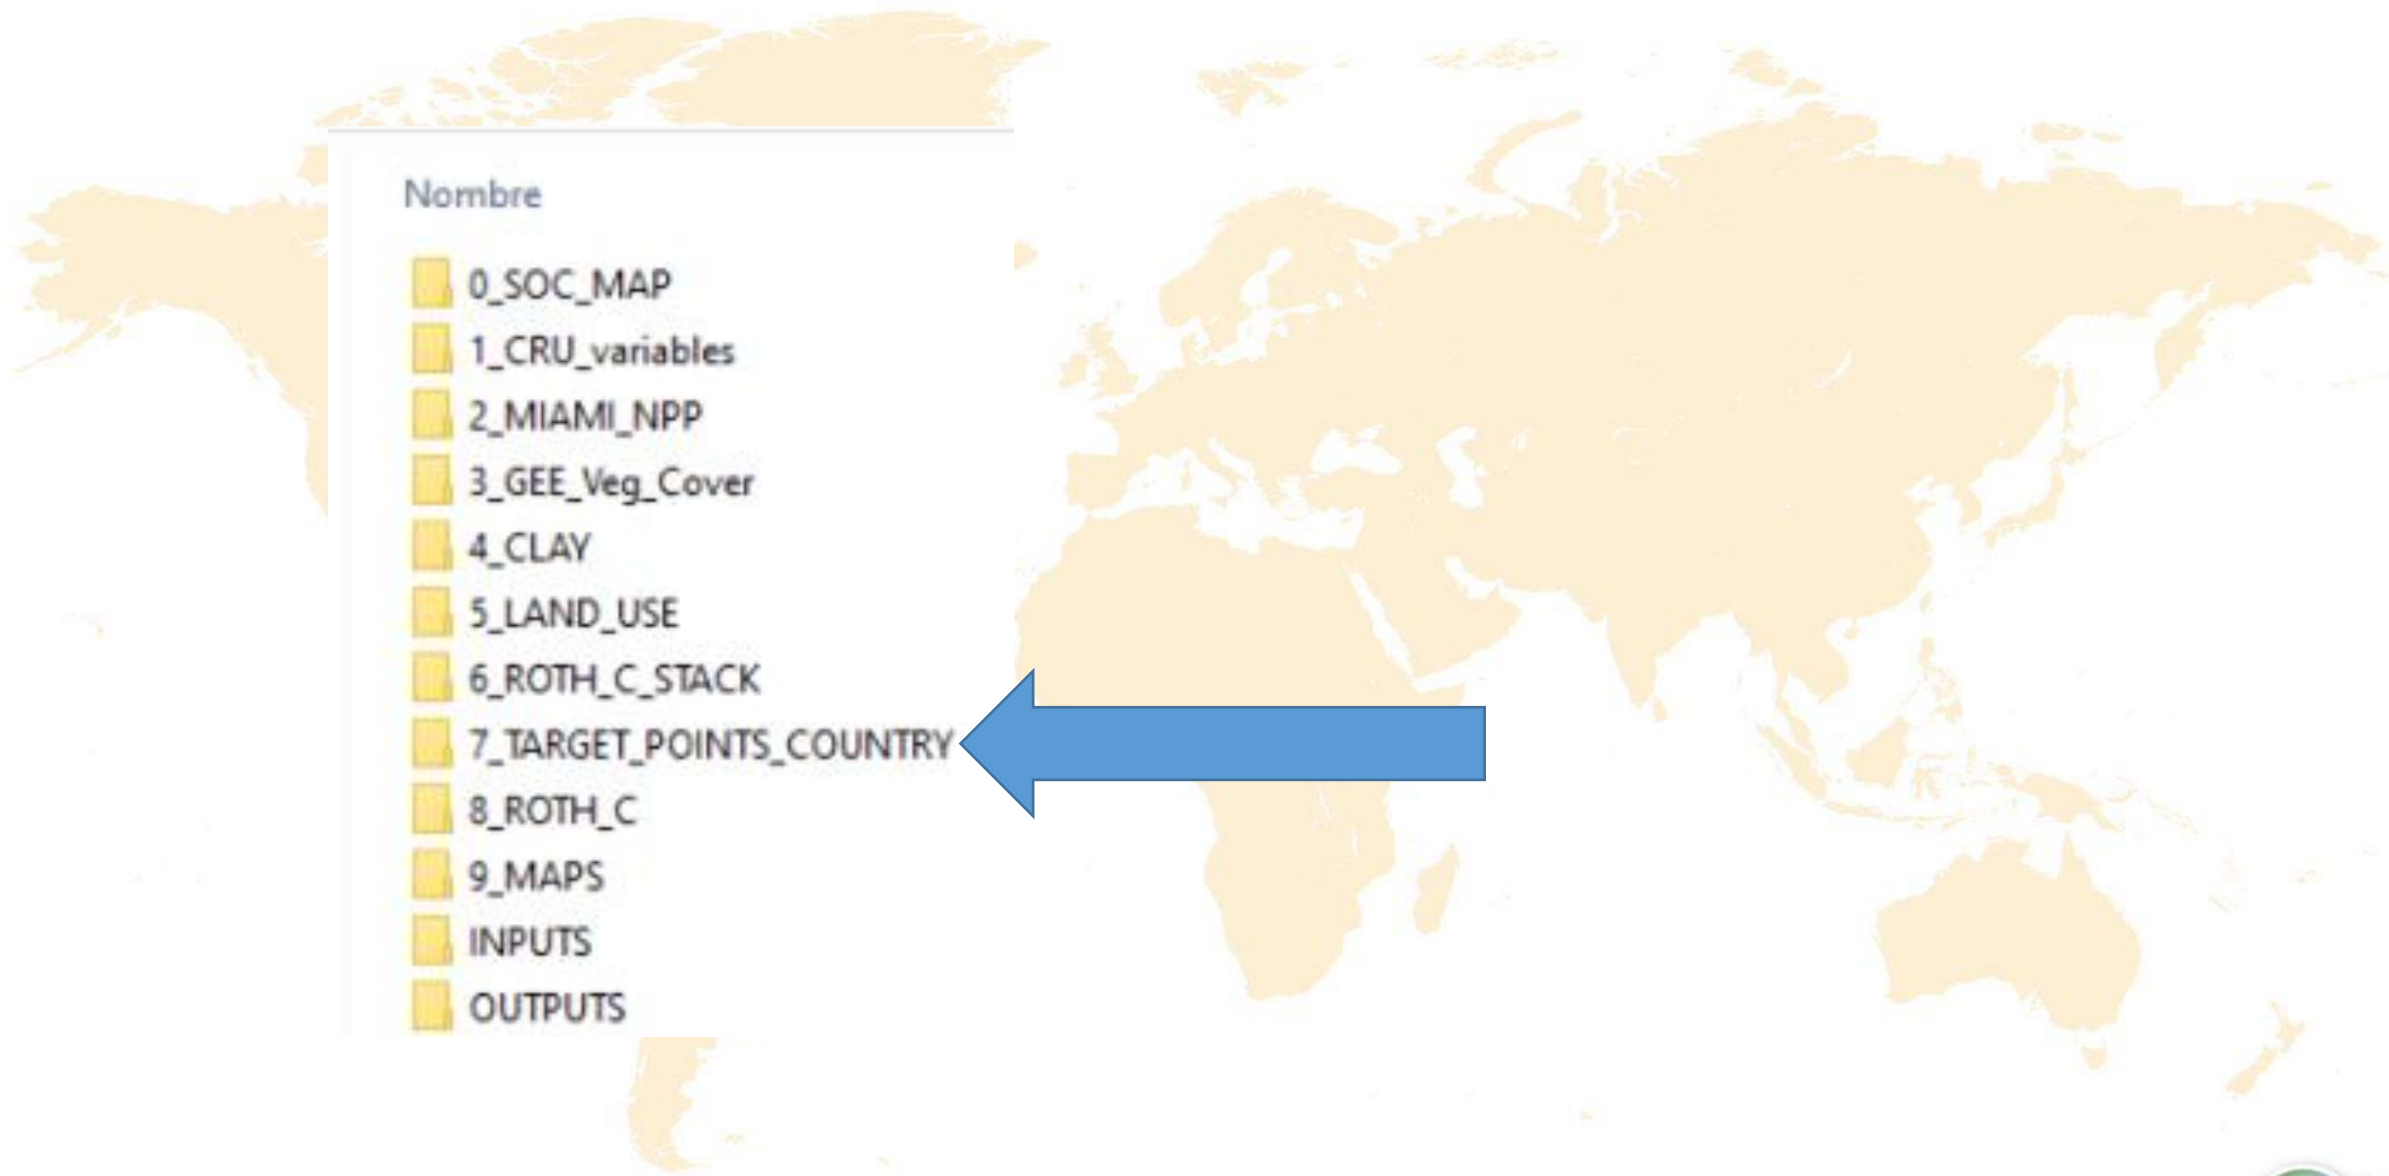 Nombre
0_SOC_MAP
1_CRU_variables
2_MIAMI_NPP
3_GEE_Veg_Cover
4_CLAY
5_LAND_USE
6_ROTH_C_STACK
7_TARGET_POINTS_COUNTRY
8_ROTH_C
9_MAPS
INPUTS
OUTPUTS